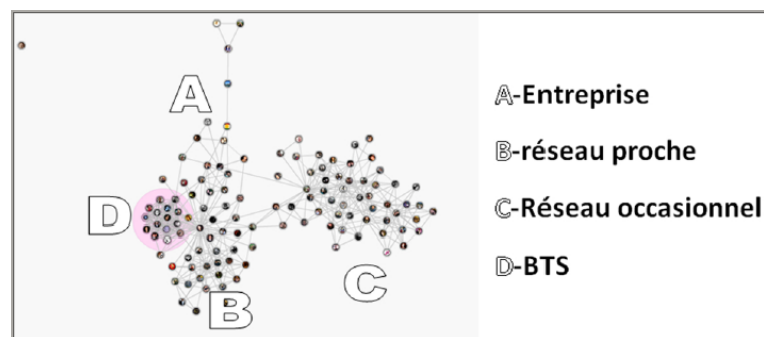 A
D
B
C
A-Entreprise
B-réseau proche
C-Réseau occasionnel
D-BTS